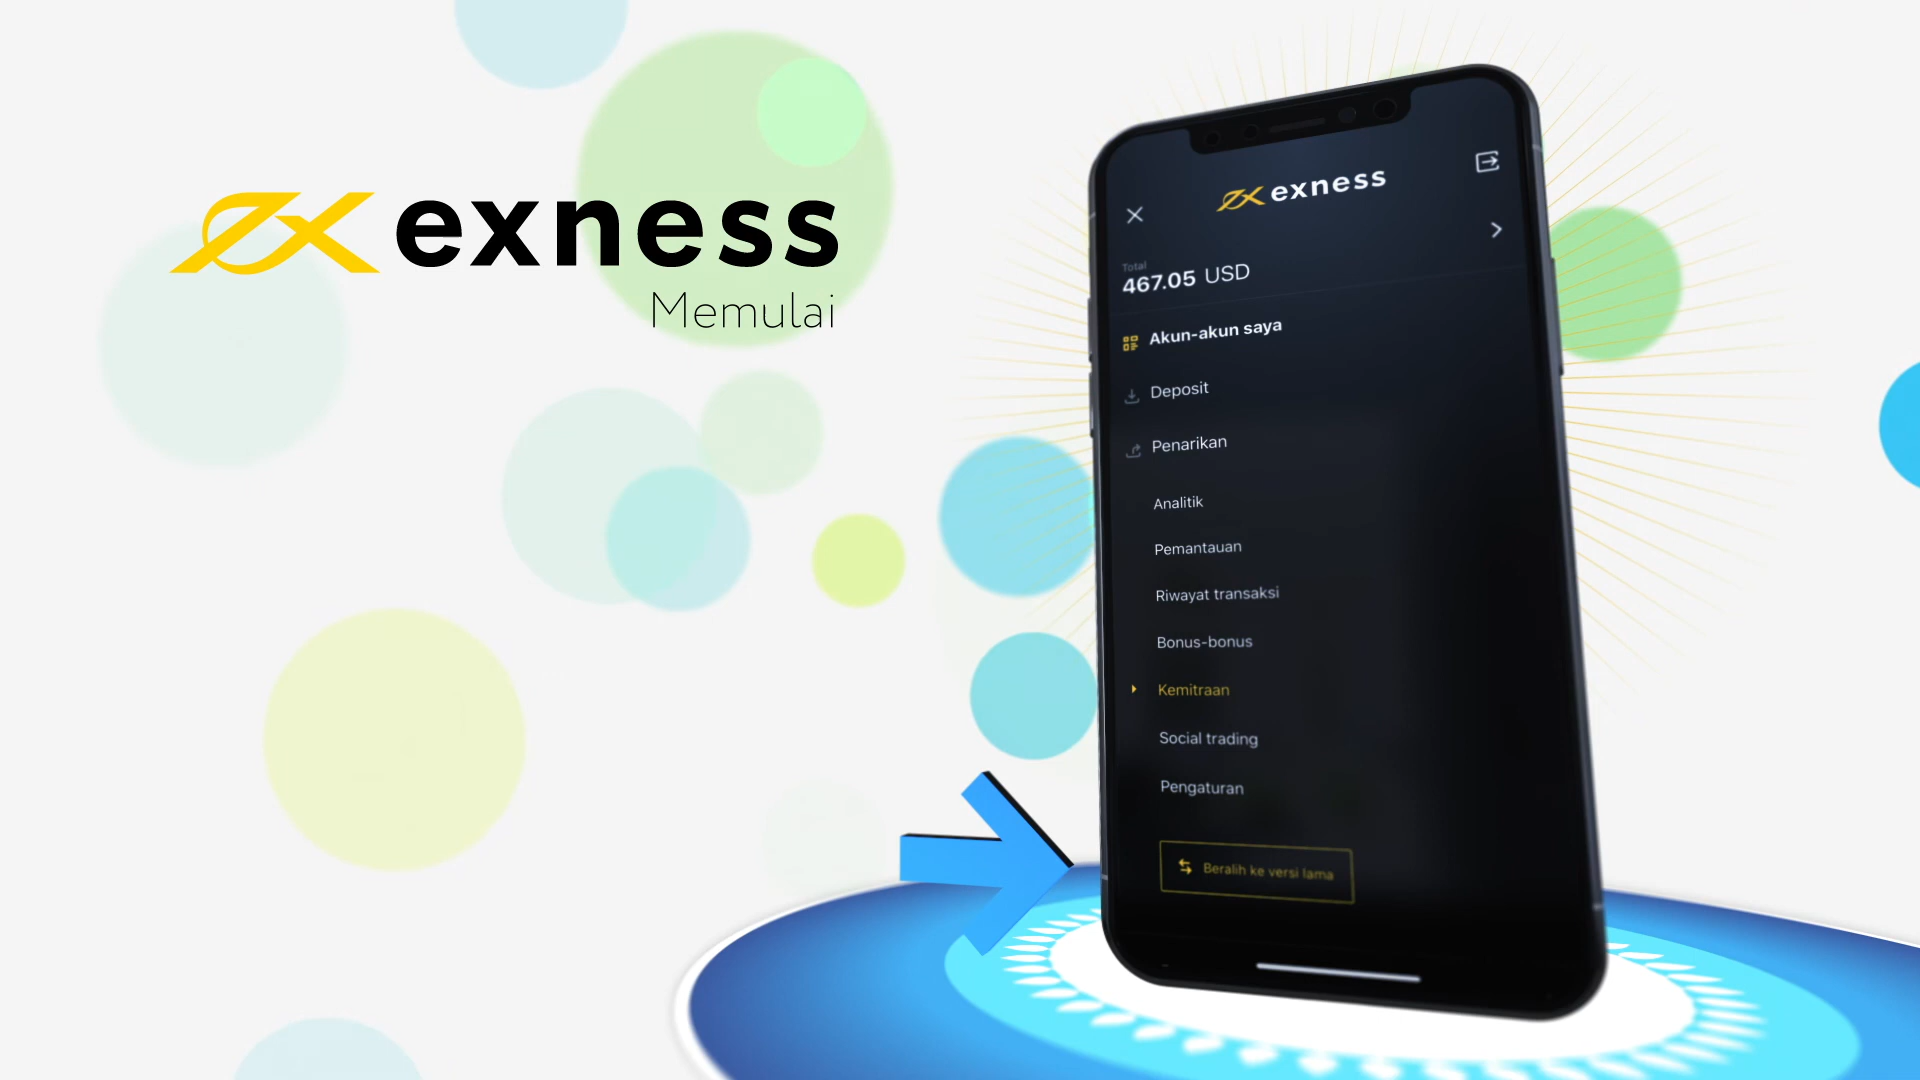 exness
Memulai
exness
Total
467.05 USD
Akun-akun saya
Deposit
Penarikan
Analitik
Pemantauan
Riwayat transaksi
Bonus-bonus
Kemitraan
Social trading
Pengaturan
Beralih ke versi lama